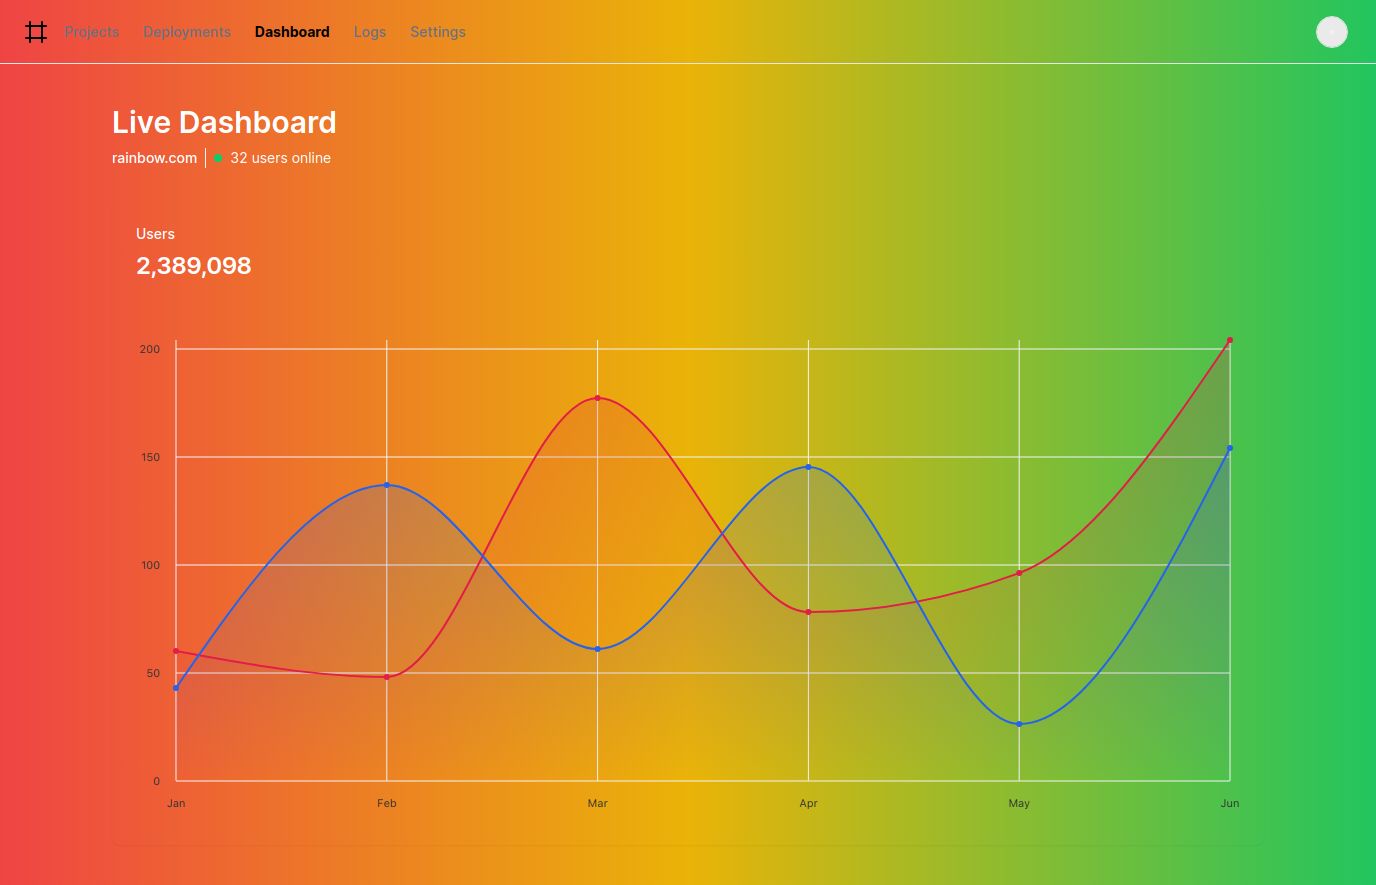 Projects Deployments Dashboard Logs Settings
Live Dashboard
rainbow.com 32 users online
Users
2,389,098
200
150
100
50
0
Jan Feb Mar Apr May Jun